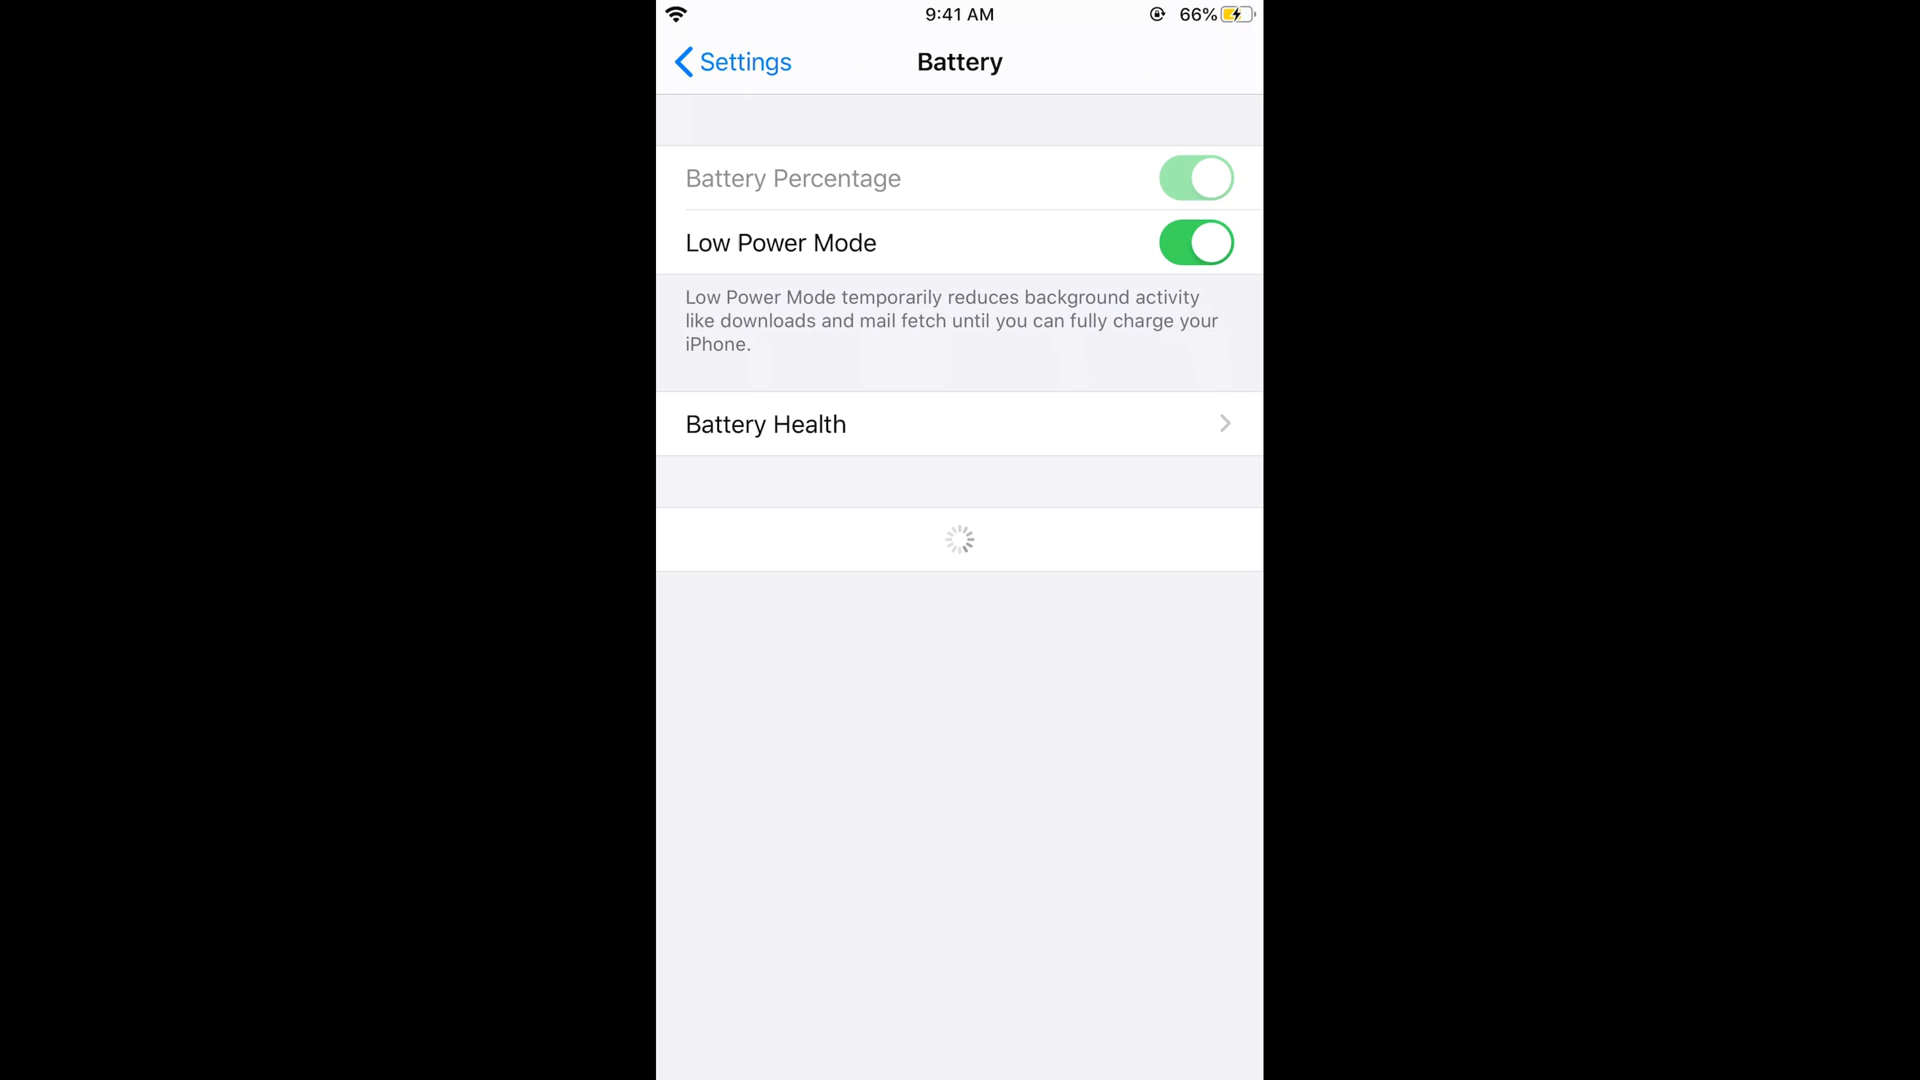 9:41 AM 66%
Settings Battery
Battery Percentage
Low Power Mode
Low Power Mode temporarily reduces background activity
like downloads and mail fetch until you can fully charge your
iPhone.
Battery Health